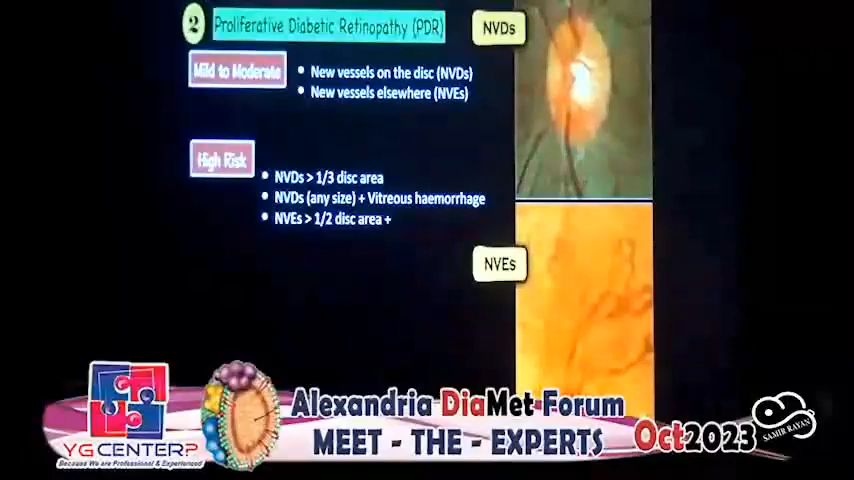 2 Proliferative Diabetic Retinopathy (PDR)
NVDs
Mild to Moderate
• New vessels on the disc (NVDs)
• New vessels elsewhere (NVEs)
High Risk
• NVDs > 1/3 disc area
• NVDs (any size) + Vitreous haemorrhage
• NVEs > 1/2 disc area +
NVEs
YGCENTERP
Because We are Professional & Experienced
Alexandria DiaMet Forum
MEET - THE - EXPERTS
Oct2023
SAMIR RAYAN